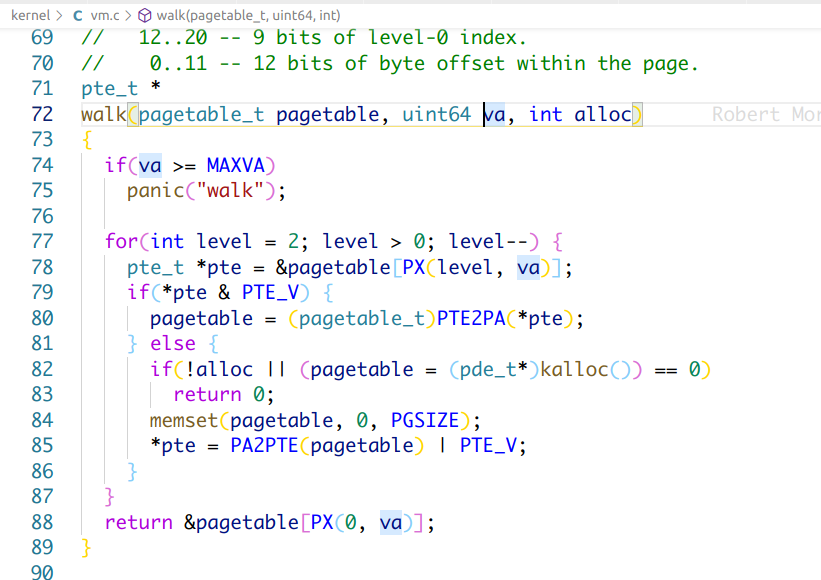 kernel > C vm.c > walk(pagetable_t, uint64, int)
69 //   12..20 -- 9 bits of level-0 index.
70 //    0..11 -- 12 bits of byte offset within the page.
71 pte_t *
72 walk(pagetable_t pagetable, uint64 va, int alloc) Robert
73 {
74   if(va >= MAXVA)
75     panic("walk");
76
77   for(int level = 2; level > 0; level--) {
78     pte_t *pte = &pagetable[PX(level, va)];
79     if(*pte & PTE_V) {
80       pagetable = (pagetable_t)PTE2PA(*pte);
81     } else {
82       if(!alloc || (pagetable = (pde_t*)kalloc()) == 0)
83         return 0;
84       memset(pagetable, 0, PGSIZE);
85       *pte = PA2PTE(pagetable) | PTE_V;
86     }
87   }
88   return &pagetable[PX(0, va)];
89 }
90